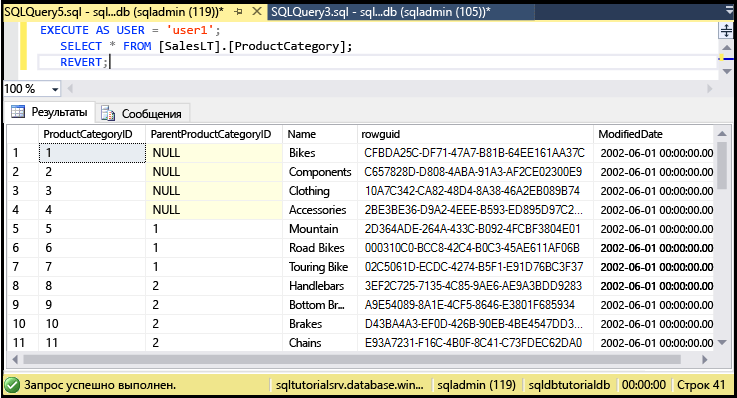 SQLQuery5.sql - sql...db (sqladmin (119))* SQLQuery3.sql - sql...db (sqladmin (105))*
EXECUTE AS USER = 'user1';
SELECT * FROM [SalesLT].[ProductCategory];
REVERT;
100 %
Результаты Сообщения
ProductCategoryID ParentProductCategoryID Name rowguid ModifiedDate
1 1 NULL Bikes CFBDA25C-DF71-47A7-B81B-64EE161AA37C 2002-06-01 00:00:00.00
2 2 NULL Components C657828D-D808-4ABA-91A3-AF2CE02300E9 2002-06-01 00:00:00.00
3 3 NULL Clothing 10A7C342-CA82-48D4-8A38-46A2EB089B74 2002-06-01 00:00:00.00
4 4 NULL Accessories 2BE3BE36-D9A2-4EEE-B593-ED895D97C2... 2002-06-01 00:00:00.00
5 5 1 Mountain 2D364ADE-264A-433C-B092-4FCBF3804E01 2002-06-01 00:00:00.00
6 6 1 Road Bikes 000310C0-BCC8-42C4-B0C3-45AE611AF06B 2002-06-01 00:00:00.00
7 7 1 Touring Bike 02C5061D-ECDC-4274-B5F1-E91D76BC3F37 2002-06-01 00:00:00.00
8 8 2 Handlebars 3EF2C725-7135-4C85-9AE6-AE9A3BDD9283 2002-06-01 00:00:00.00
9 9 2 Bottom Br... A9E54089-8A1E-4CF5-8646-E3801F685934 2002-06-01 00:00:00.00
10 10 2 Brakes D43BA4A3-EF0D-426B-90EB-4BE4547DD3... 2002-06-01 00:00:00.00
11 11 2 Chains E93A7231-F16C-4B0F-8C41-C73FDEC62DA0 2002-06-01 00:00:00.00
Запрос успешно выполнен. sqltutorialsrv.database.win... sqladmin (119) sqldbtutorialdb 00:00:00 Строк 41